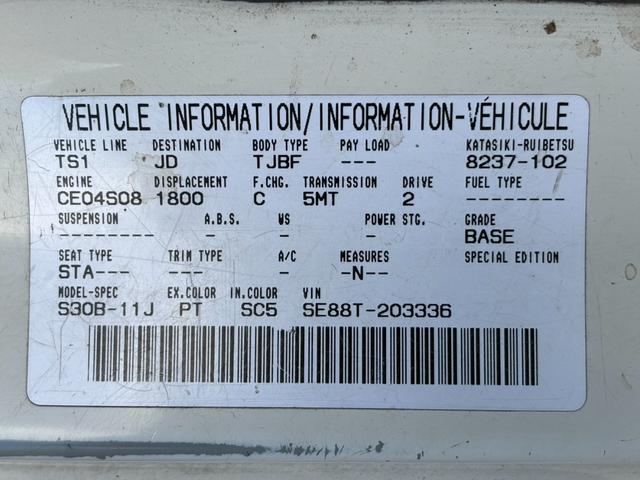 VEHICLE INFORMATION/INFORMATION-VÉHICULE
VEHICLE LINE DESTINATION BODY TYPE PAY LOAD KATASIKI-RUIBETSU
TS1 JD TJBF --- 8237-102
ENGINE DISPLACEMENT F.CHG. TRANSMISSION DRIVE FUEL TYPE
CE04S08 1800 C 5MT 2 --------
SUSPENSION A.B.S. WS POWER STG. GRADE
-------- -- - - BASE
SEAT TYPE TRIM TYPE A/C MEASURES SPECIAL EDITION
STA--- --- - -N--
MODEL-SPEC EX.COLOR IN.COLOR VIN
S30B-11J PT SC5 SE88T-203336